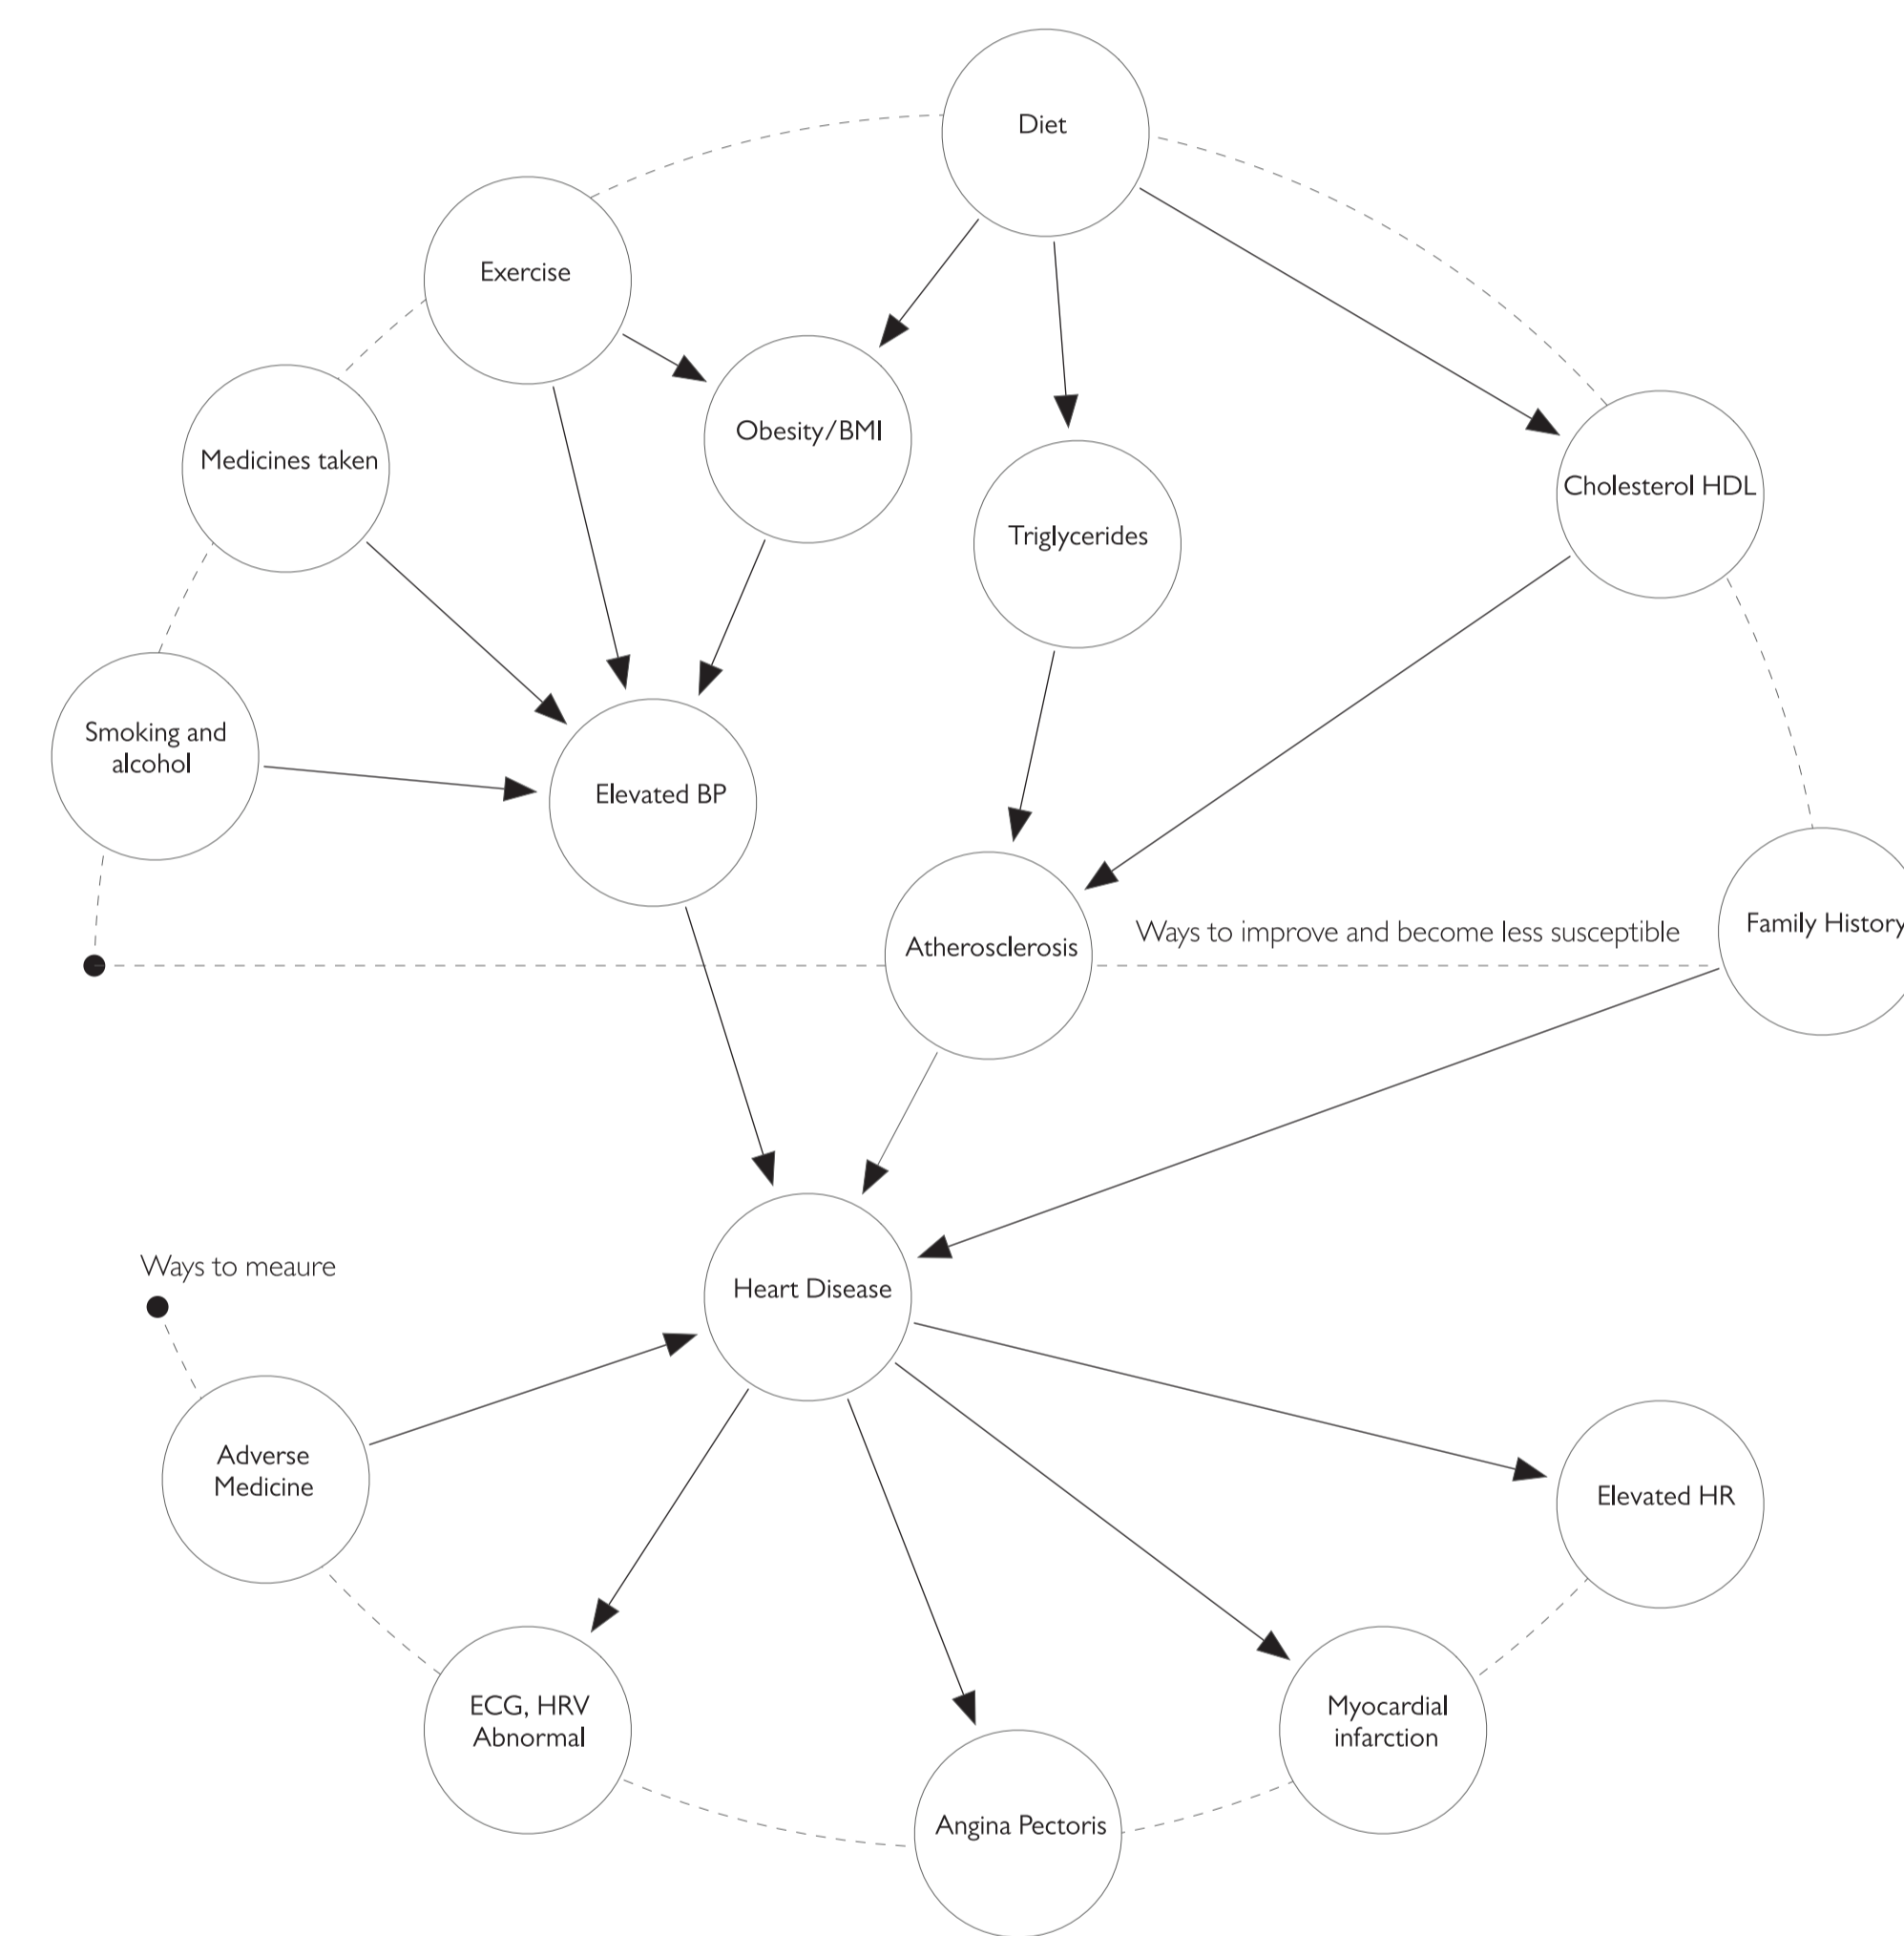 Diet
Exercise
Obesity/BMI
Medicines taken
Cholesterol HDL
Triglycerides
Smoking and
alcohol
Elevated BP
Atherosclerosis
Ways to improve and become less susceptible
Family History
Ways to meaure
Heart Disease
Adverse
Medicine
Elevated HR
ECG, HRV
Abnormal
Myocardial
infarction
Angina Pectoris